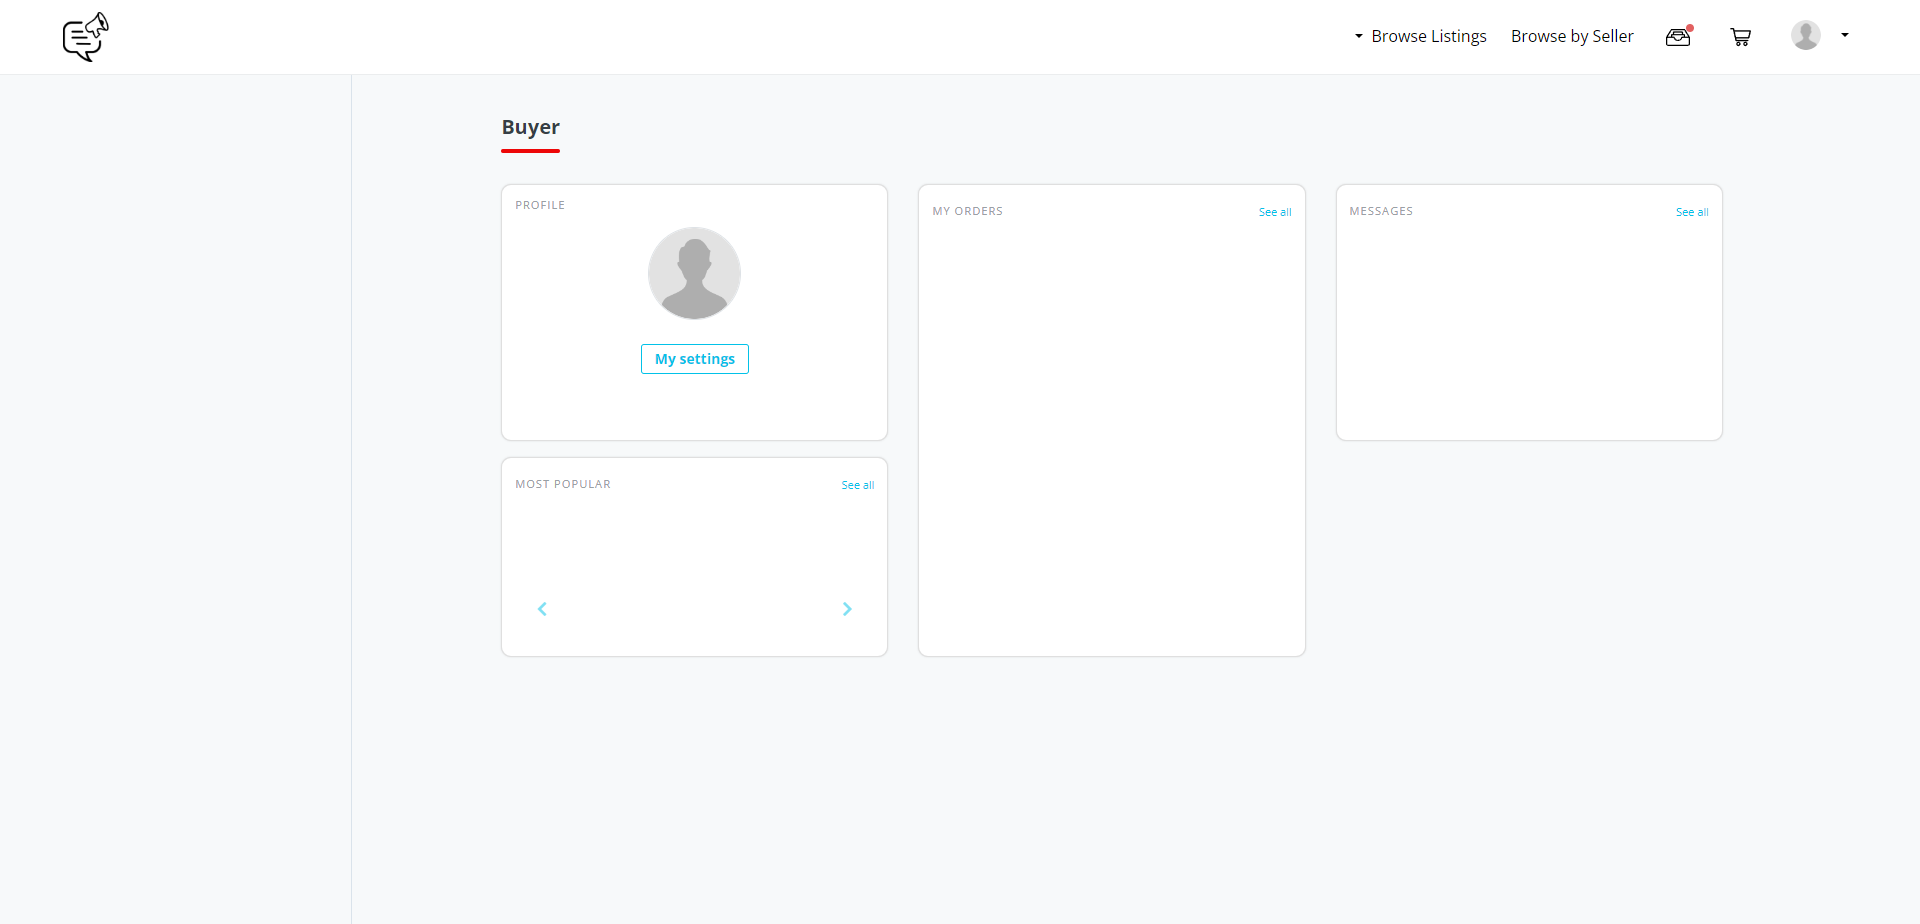 Browse Listings
Browse by Seller
Buyer
PROFILE
My settings
MY ORDERS
See all
MESSAGES
See all
MOST POPULAR
See all